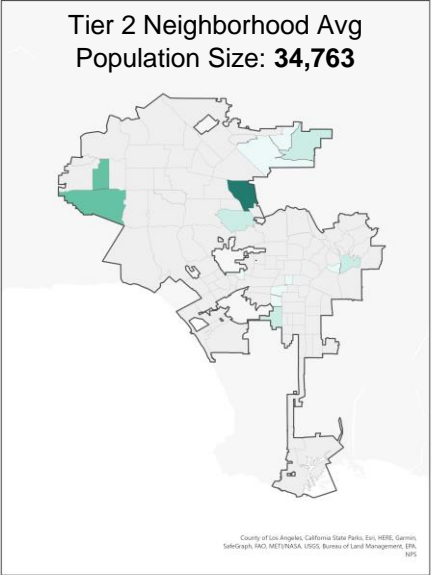 Tier 2 Neighborhood Avg
Population Size: 34,763
County of Los Angeles, California State Parks, Esri, HERE, Garmin,
SafeGraph, FAO, METI/NASA, USGS, Bureau of Land Management, EPA,
NPS